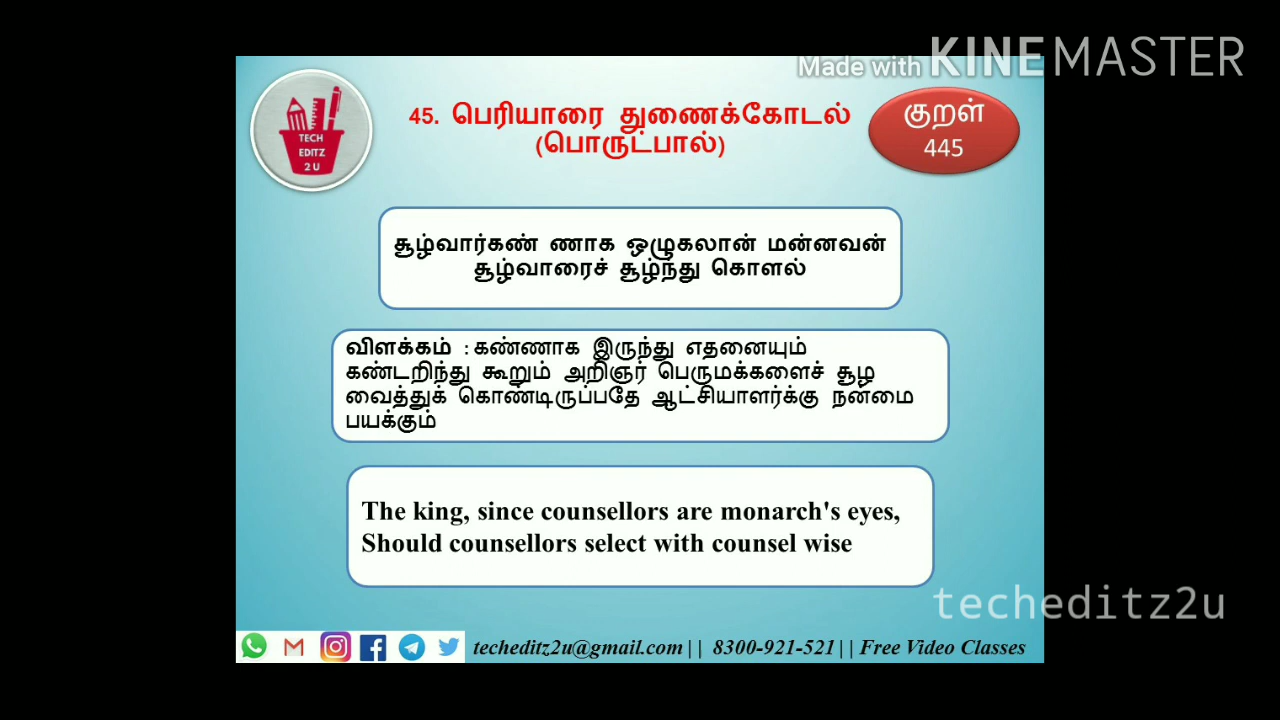 Made with KINEMASTER
TECH
EDITZ
2 U
45. பெரியாரை துணைக்கோடல்
(பொருட்பால்)
குறள்
445
சூழ்வார்கண் ணாக ஒழுகலான் மன்னவன்
சூழ்வாரைச் சூழ்ந்து கொளல்
விளக்கம் : கண்ணாக இருந்து எதனையும்
கண்டறிந்து கூறும் அறிஞர் பெருமக்களைச் சூழ
வைத்துக் கொண்டிருப்பதே ஆட்சியாளர்க்கு நன்மை
பயக்கும்
The king, since counsellors are monarch's eyes,
Should counsellors select with counsel wise
techeditz2u
techeditz2u@gmail.com || 8300-921-521 || Free Video Classes